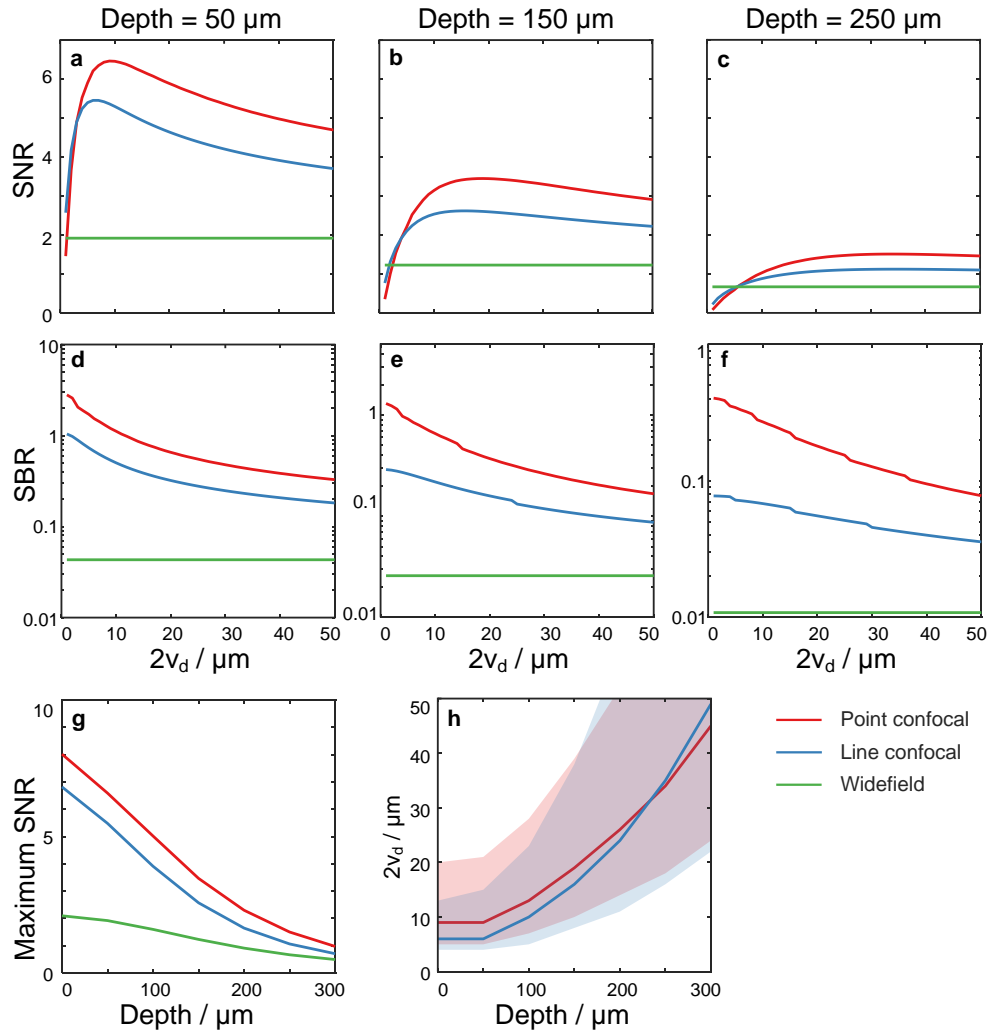 Depth = 50 µm
Depth = 150 µm
Depth = 250 µm
a
b
c
6
4
2
0
SNR
d
e
f
10
1
0.1
0.01
1
0.1
0.01
1
0.1
0.01
SBR
0 10 20 30 40 50
0 10 20 30 40 50
0 10 20 30 40 50
2v_d / µm
2v_d / µm
2v_d / µm
g
10
5
0
Maximum SNR
0 100 200 300
Depth / µm
h
50
40
30
20
10
0
2v_d / µm
0 100 200 300
Depth / µm
Point confocal
Line confocal
Widefield